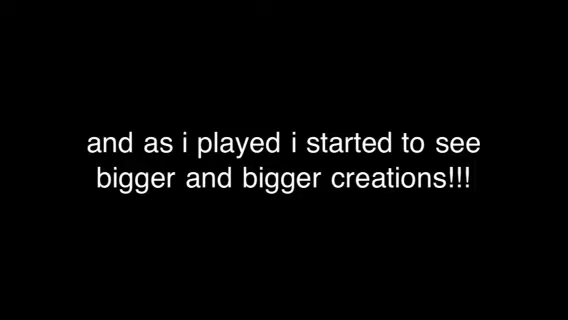 and as i played i started to see
bigger and bigger creations!!!